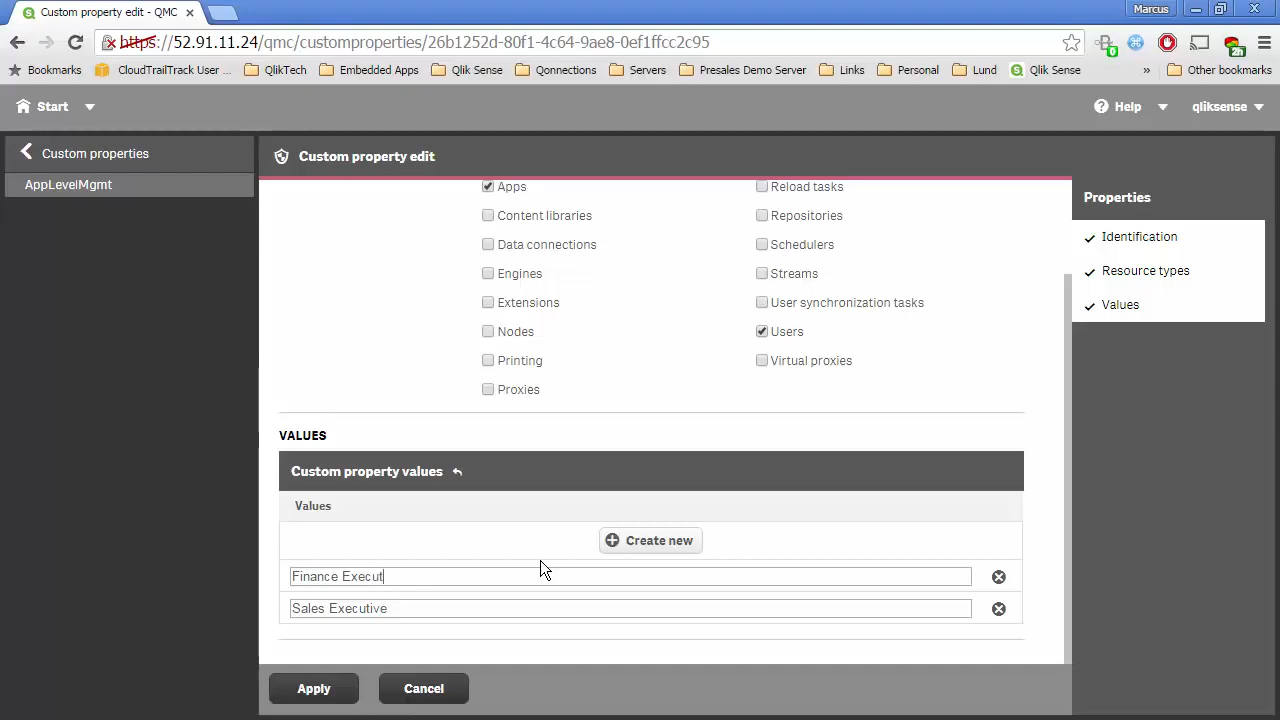 Custom property edit - QMC
Marcus
https://52.91.11.24/qmc/customproperties/26b1252d-80f1-4c64-9ae8-0ef1ffcc2c95
0
2h
Bookmarks
CloudTrailTrack User ...
QlikTech
Embedded Apps
Qlik Sense
Qonnections
Servers
Presales Demo Server
Links
Personal
Lund
Qlik Sense
»
Other bookmarks
Start
Help
qliksense
Custom properties
AppLevelMgmt
Custom property edit
Apps
Reload tasks
Content libraries
Repositories
Data connections
Schedulers
Engines
Streams
Extensions
User synchronization tasks
Nodes
Users
Printing
Virtual proxies
Proxies
VALUES
Custom property values
Values
Create new
Finance Execut
Sales Executive
Apply
Cancel
Properties
Identification
Resource types
Values